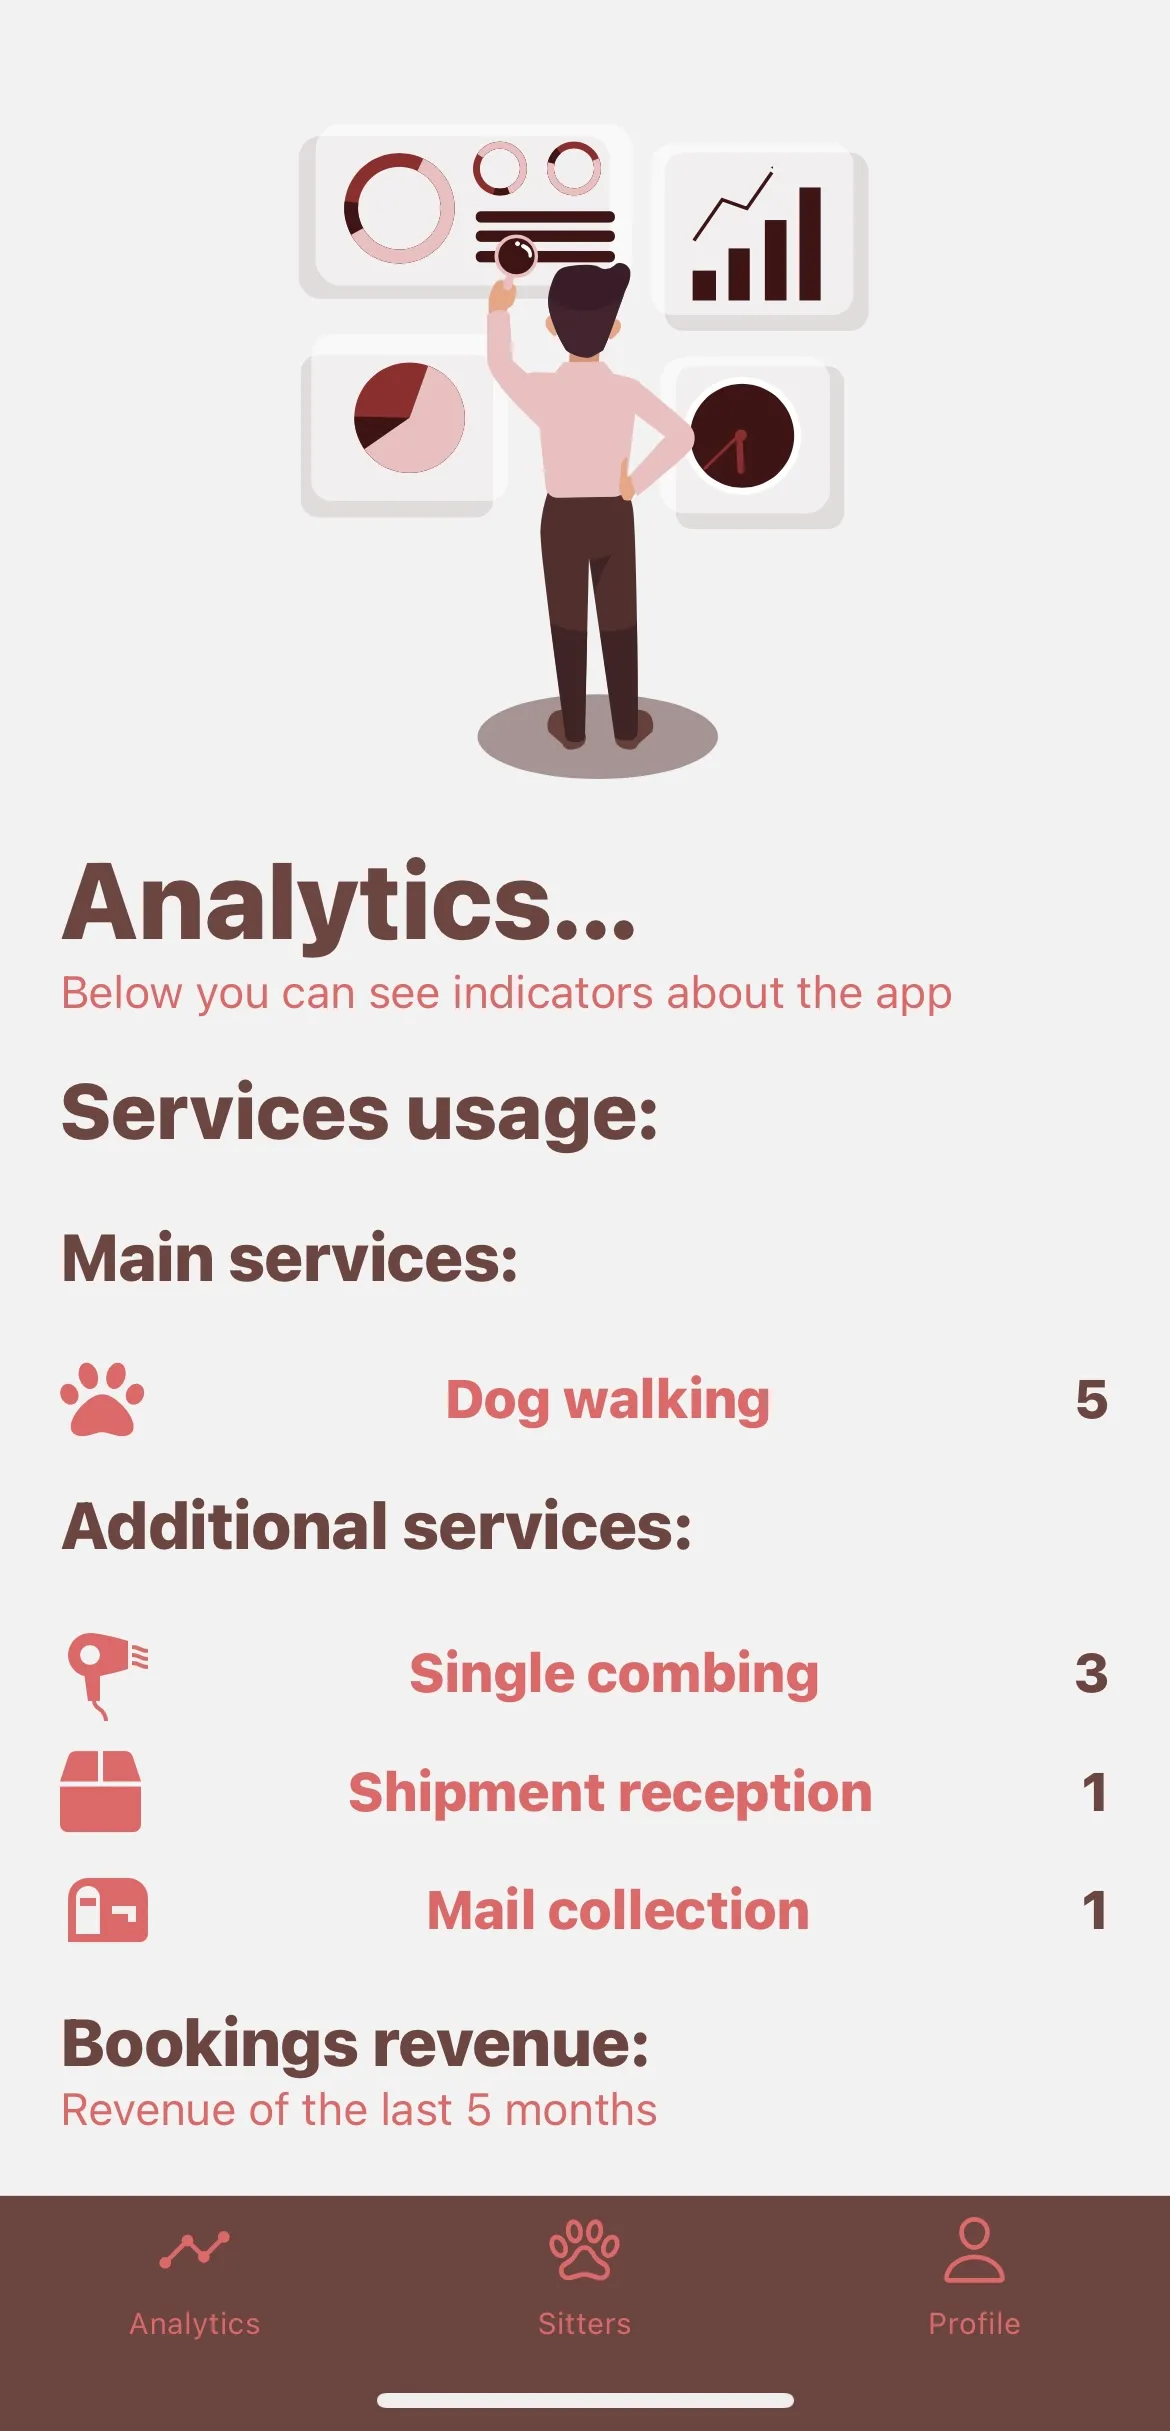 Analytics...
Below you can see indicators about the app
Services usage:
Main services:
Dog walking 5
Additional services:
Single combing 3
Shipment reception 1
Mail collection 1
Bookings revenue:
Revenue of the last 5 months
Analytics Sitters Profile